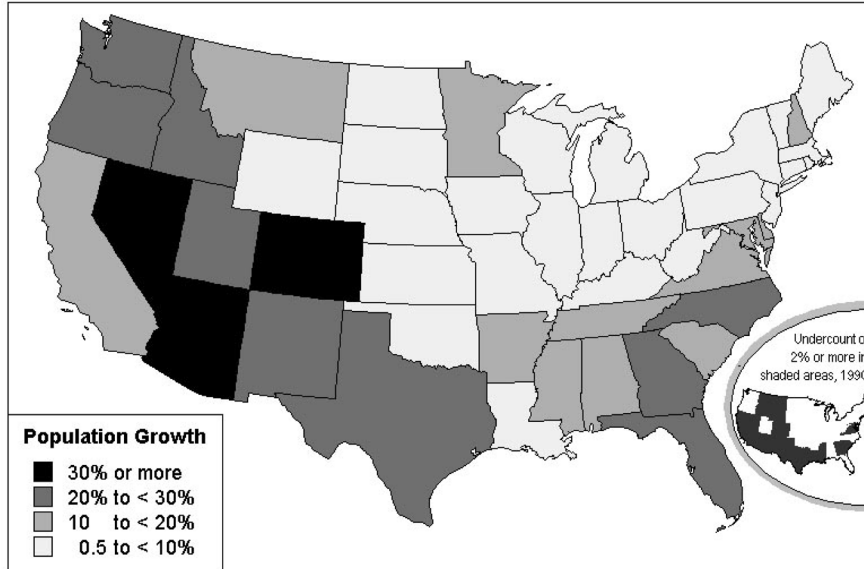 Undercount o
2% or more in
shaded areas, 1990
Population Growth
30% or more
20% to < 30%
10 to < 20%
0.5 to < 10%